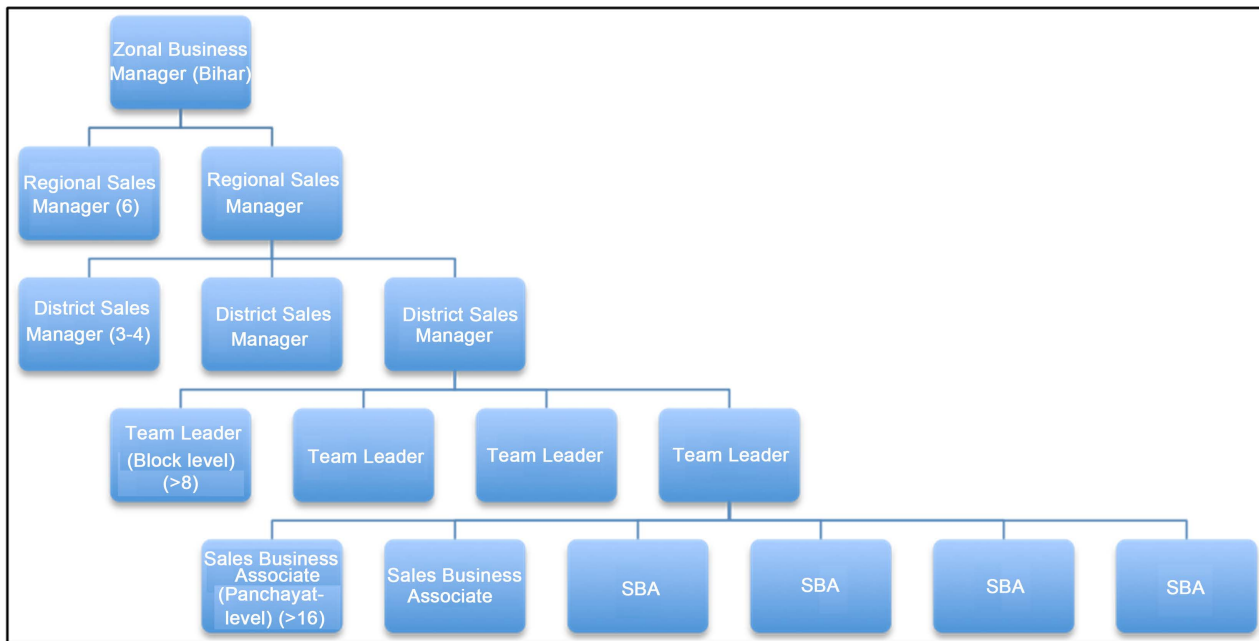 Zonal Business
Manager (Bihar)
Regional Sales
Manager (6)
Regional Sales
Manager
District Sales
Manager (3-4)
District Sales
Manager
District Sales
Manager
Team Leader
(Block level)
(>8)
Team Leader
Team Leader
Team Leader
Sales Business
Associate
(Panchayat-
level) (>16)
Sales Business
Associate
SBA
SBA
SBA
SBA